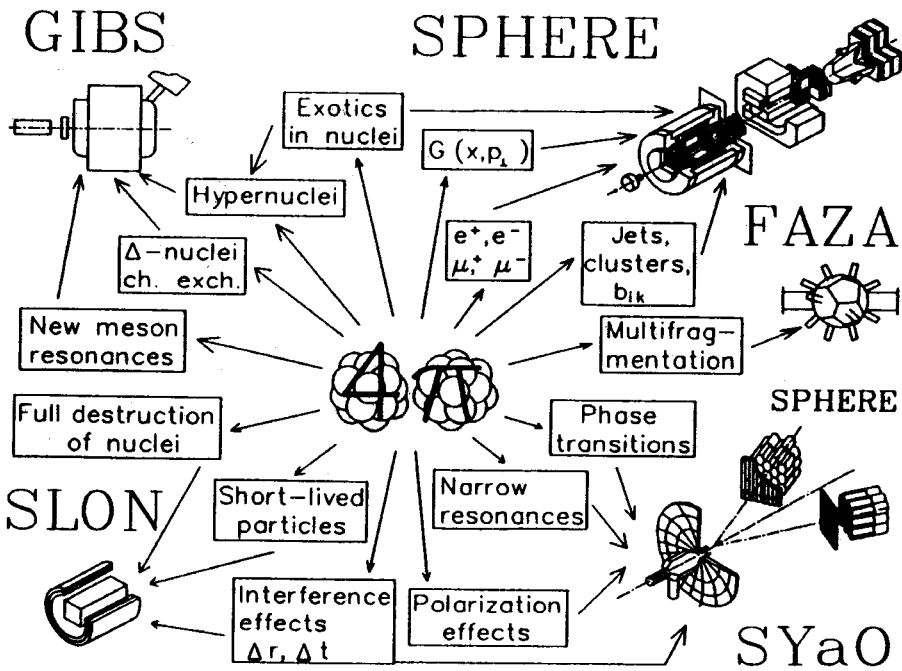 GIBS
SPHERE
Exotics
in nuclei
G (x,p⊥)
Hypernuclei
e⁺,e⁻
μ,⁺ μ⁻
Jets,
clusters,
b_ik
FAZA
Δ-nuclei
ch. exch.
New meson
resonances
Multifrag-
mentation
4π
Full destruction
of nuclei
Phase
transitions
SPHERE
SLON
Short-lived
particles
Narrow
resonances
Interference
effects
Δr, Δt
Polarization
effects
SYaO